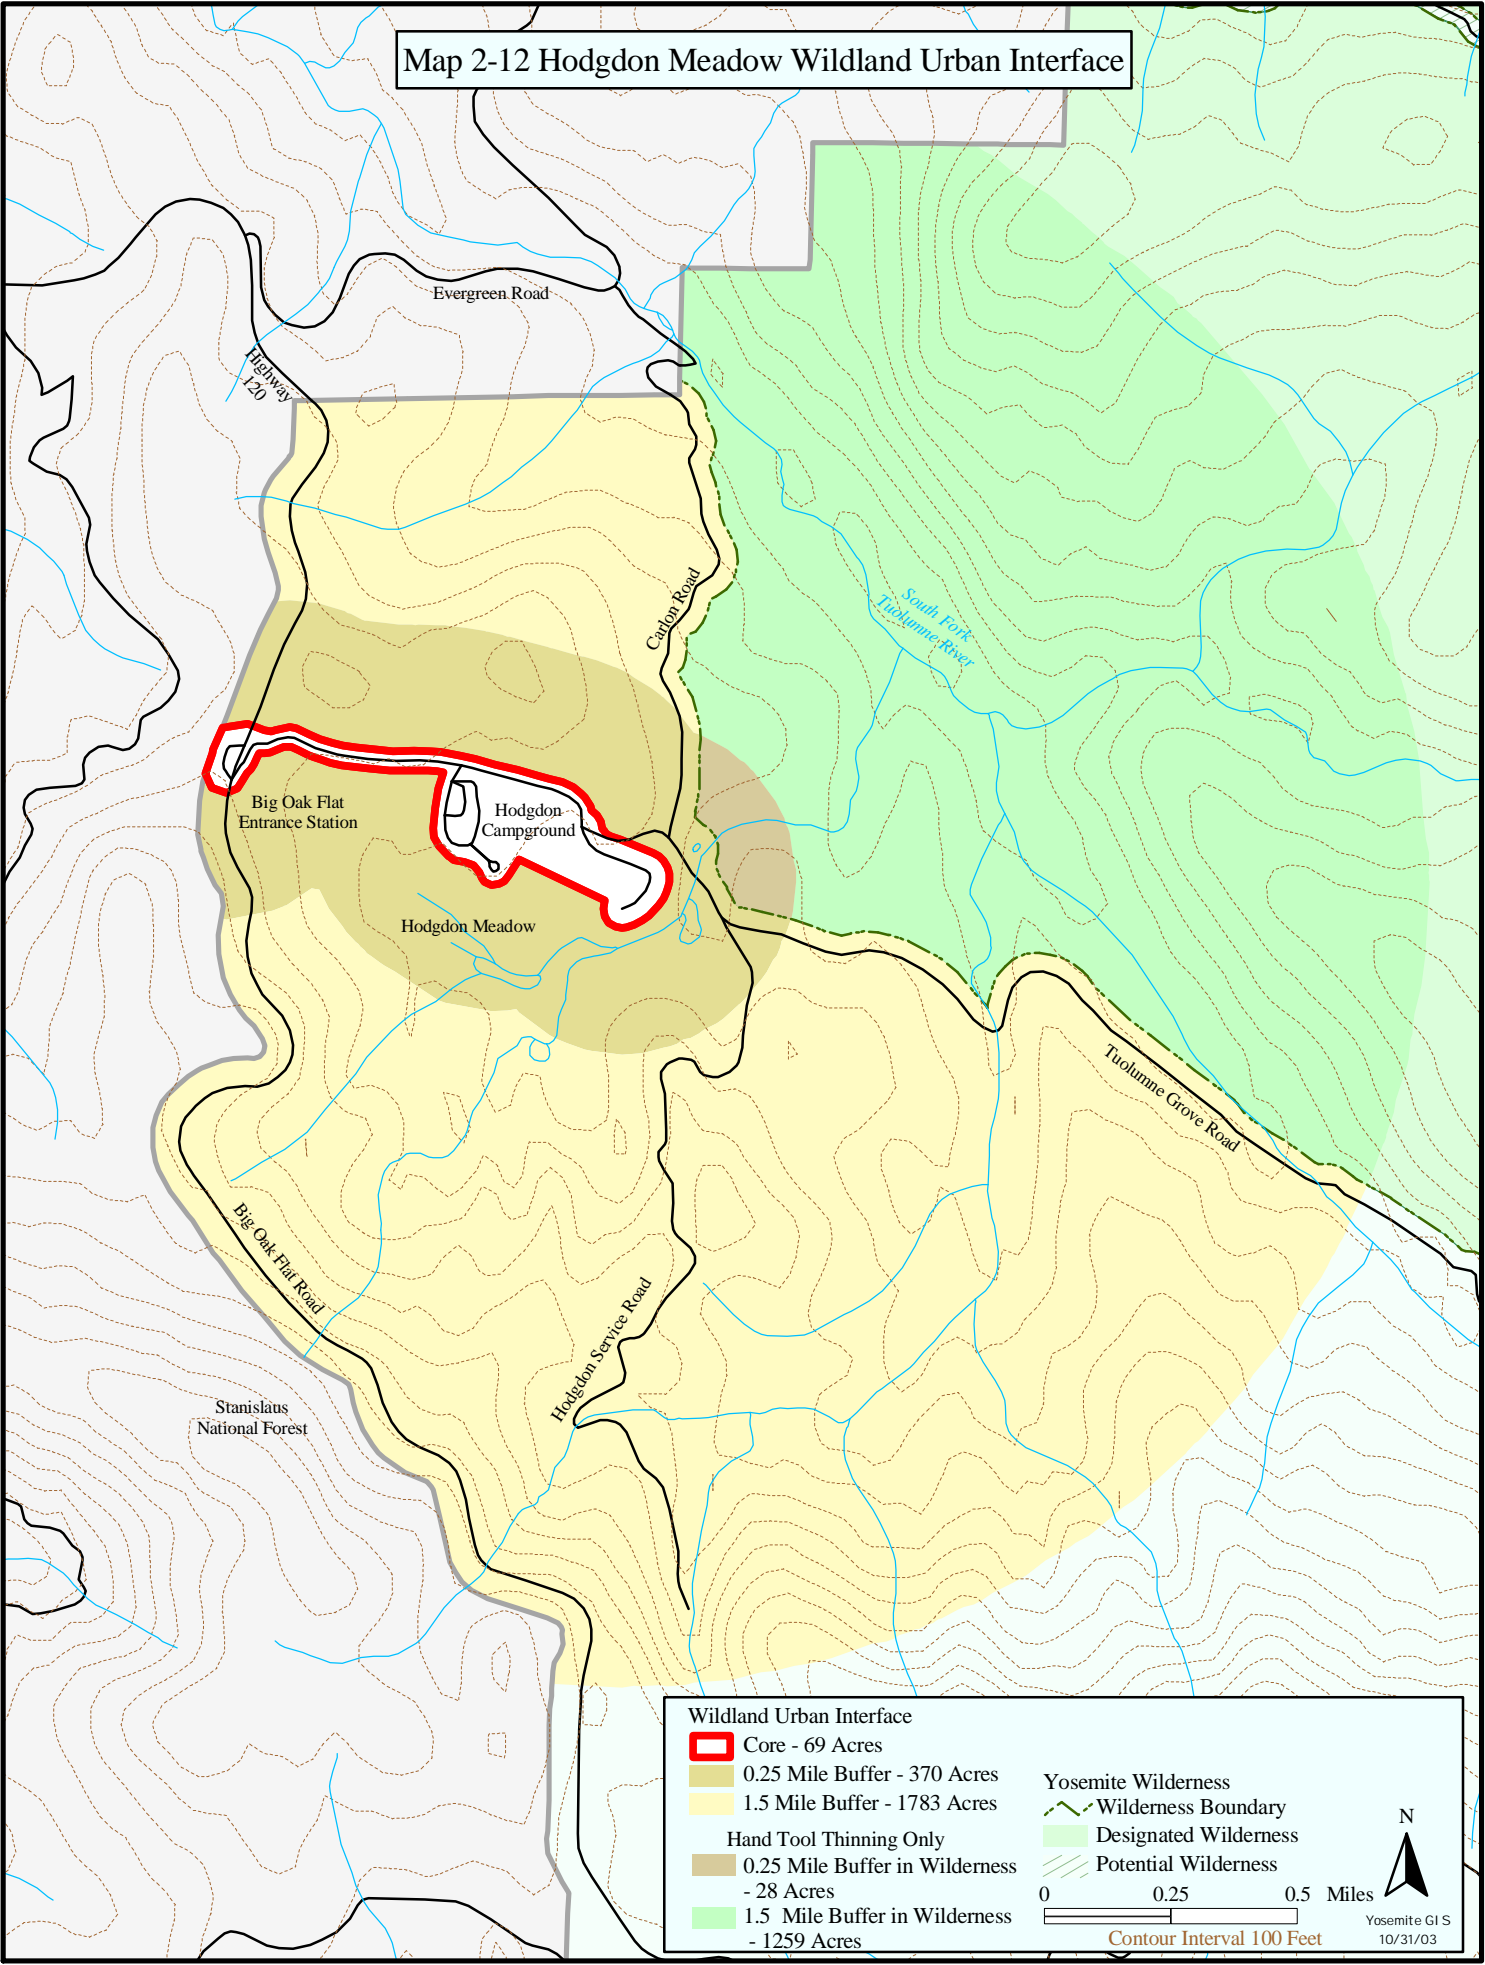 Map 2-12 Hodgdon Meadow Wildland Urban Interface
Evergreen Road
Highway
120
Carlon Road
South Fork
Tuolumne River
Big Oak Flat
Entrance Station
Hodgdon
Campground
Hodgdon Meadow
Tuolumne Grove Road
Big Oak Flat Road
Hodgdon Service Road
Stanislaus
National Forest
Wildland Urban Interface
Core - 69 Acres
0.25 Mile Buffer - 370 Acres
1.5 Mile Buffer - 1783 Acres
Hand Tool Thinning Only
0.25 Mile Buffer in Wilderness
- 28 Acres
1.5 Mile Buffer in Wilderness
- 1259 Acres
Yosemite Wilderness
Wilderness Boundary
Designated Wilderness
Potential Wilderness
0 0.25 0.5 Miles
Contour Interval 100 Feet
N
Yosemite GIS
10/31/03